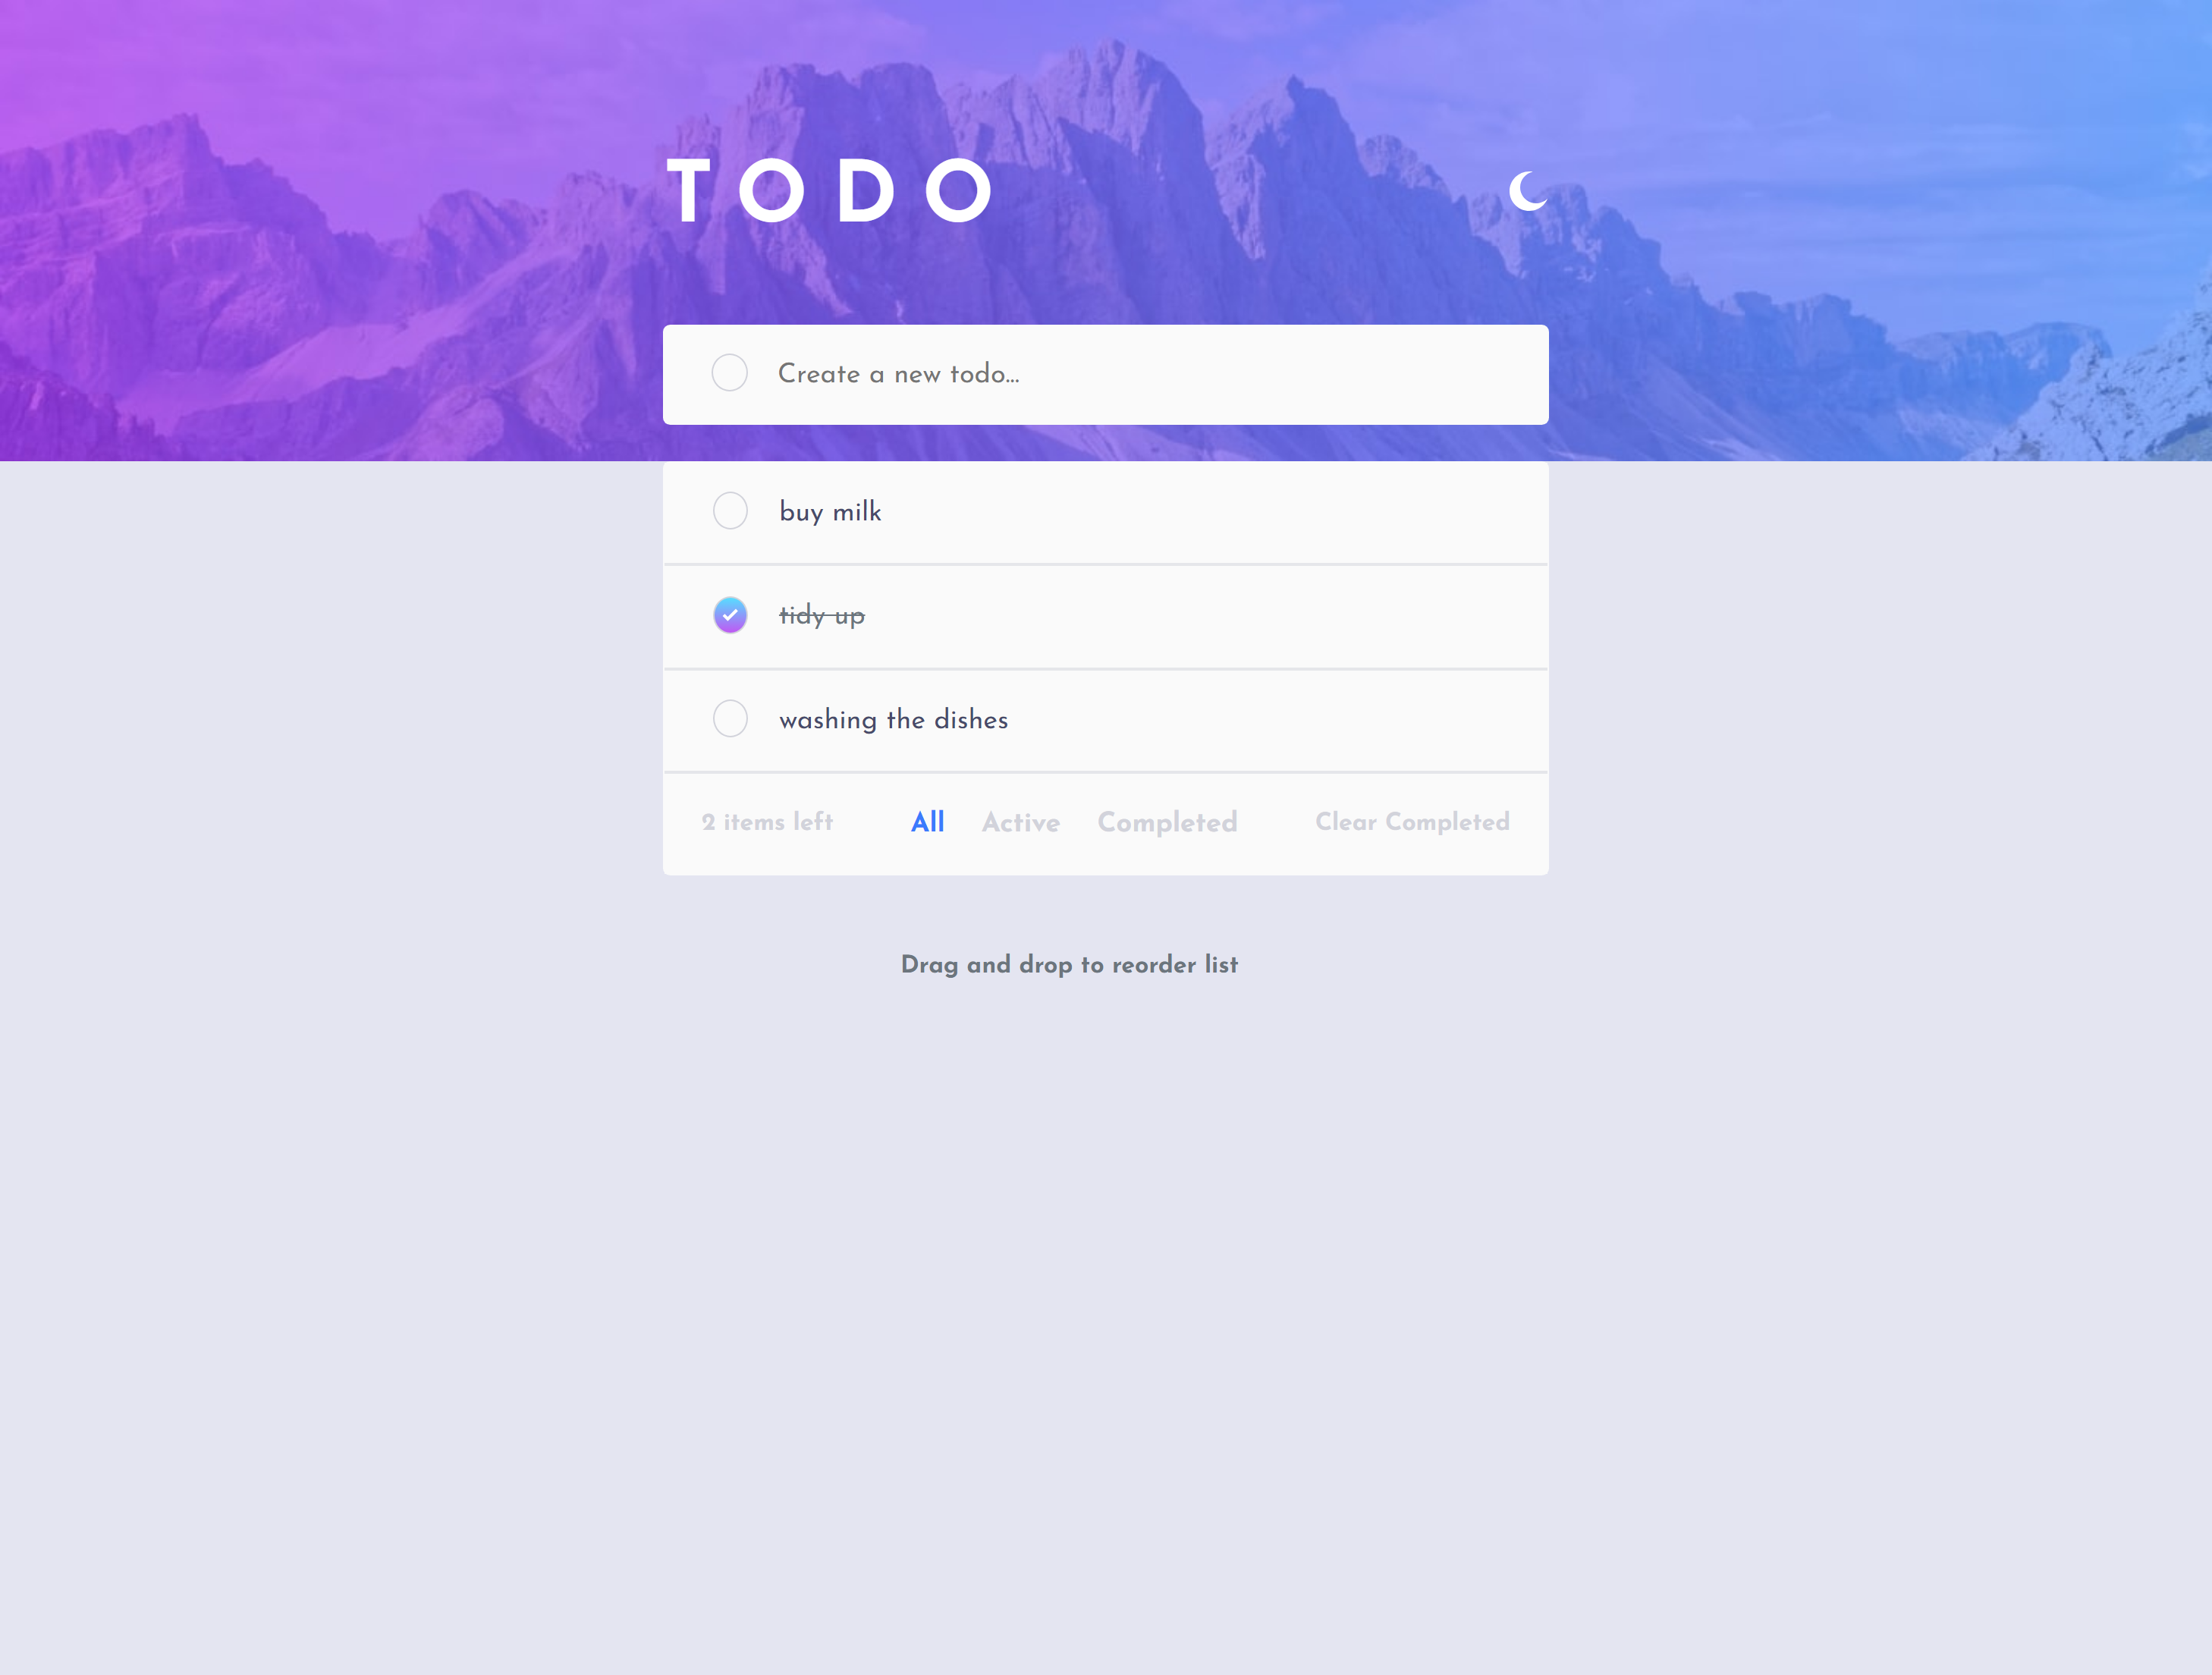 TODO
Create a new todo...
buy milk
tidy up
washing the dishes
2 items left All Active Completed Clear Completed
Drag and drop to reorder list